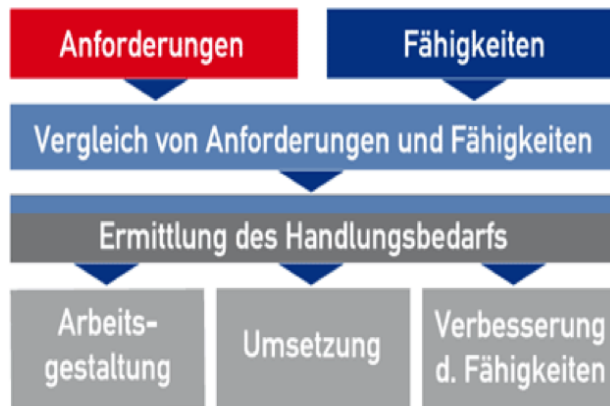 Anforderungen
Fähigkeiten
Vergleich von Anforderungen und Fähigkeiten
Ermittlung des Handlungsbedarfs
Arbeits-
gestaltung
Umsetzung
Verbesserung
d. Fähigkeiten